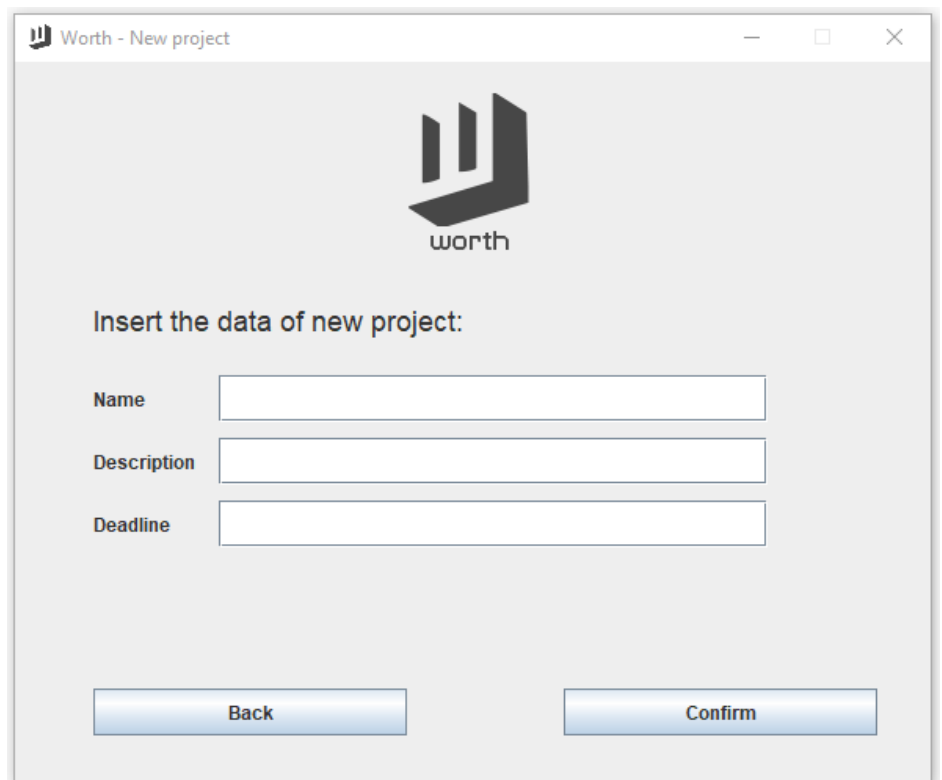 Worth - New project
worth
Insert the data of new project:
Name
Description
Deadline
Back Confirm